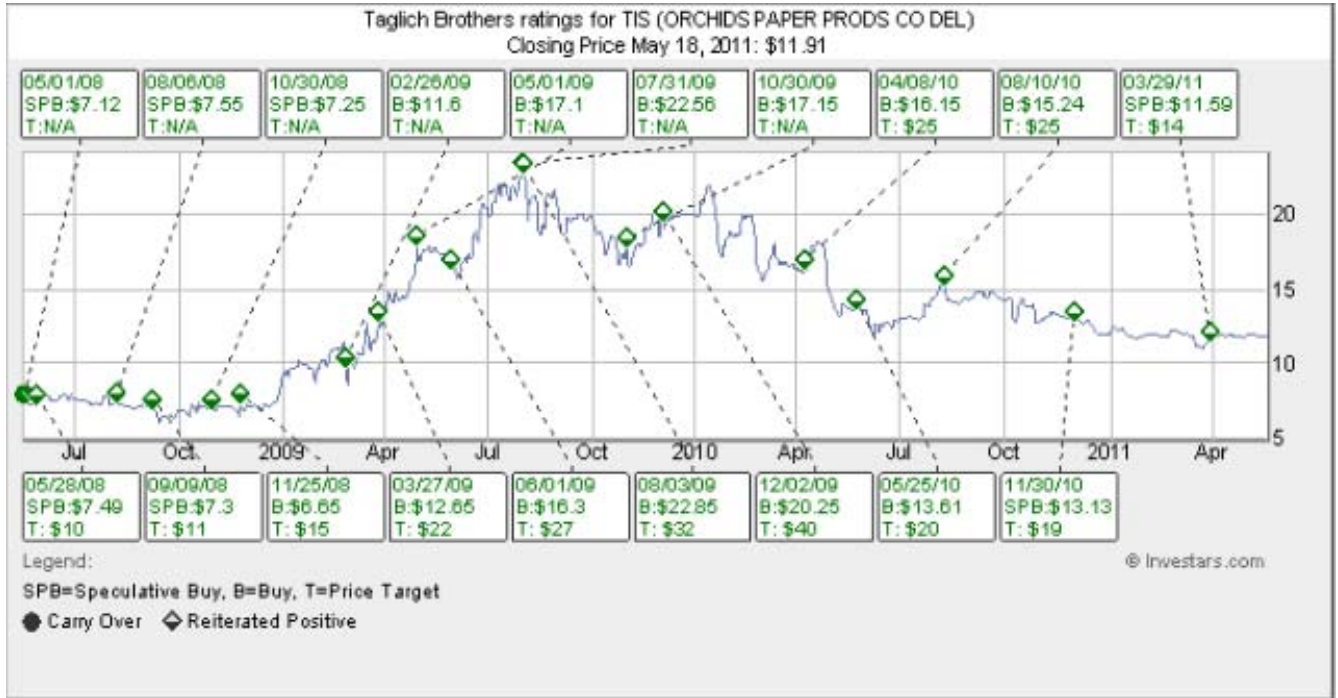 Taglich Brothers ratings for TIS (ORCHIDS PAPER PRODS CO DEL)
Closing Price May 18, 2011: $11.91
05/01/08
SPB:$7.12
T:N/A
08/06/08
SPB:$7.55
T:N/A
10/30/08
SPB:$7.25
T:N/A
02/26/09
B:$11.6
T:N/A
05/01/09
B:$17.1
T:N/A
07/31/09
B:$22.56
T:N/A
10/30/09
B:$17.15
T:N/A
04/08/10
B:$16.15
T: $25
08/10/10
B:$15.24
T: $25
03/29/11
SPB:$11.59
T: $14
20
15
10
5
Jul
Oct
2009
Apr
Jul
Oct
2010
Apr
Jul
Oct
2011
Apr
05/28/08
SPB:$7.49
T: $10
09/09/08
SPB:$7.3
T: $11
11/25/08
B:$6.65
T: $15
03/27/09
B:$12.65
T: $22
06/01/09
B:$16.3
T: $27
08/03/09
B:$22.85
T: $32
12/02/09
B:$20.25
T: $40
05/25/10
B:$13.61
T: $20
11/30/10
SPB:$13.13
T: $19
Legend:
© Investars.com
SPB=Speculative Buy, B=Buy, T=Price Target
Carry Over
Reiterated Positive